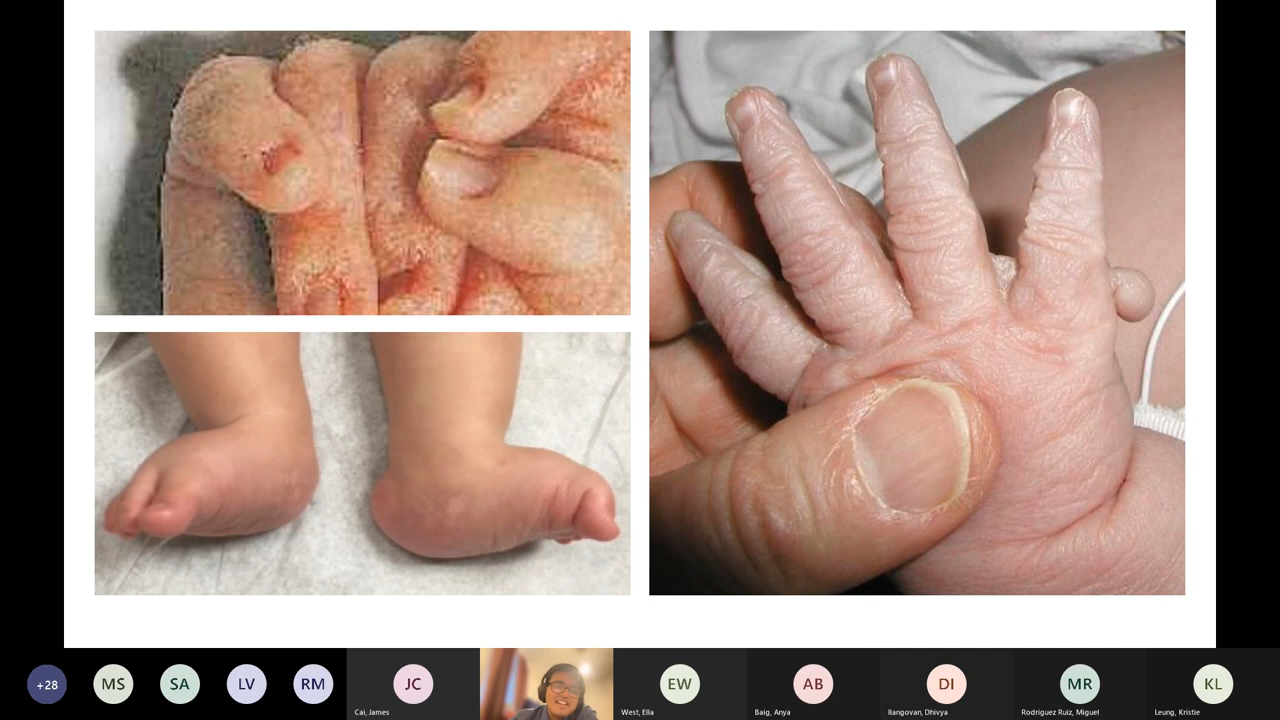 +28
MS
SA
LV
RM
JC
Cai, James
EW
West, Ella
AB
Baig, Anya
DI
Ilangovan, Dhivya
MR
Rodriguez Ruiz, Miguel
KL
Leung, Kristie